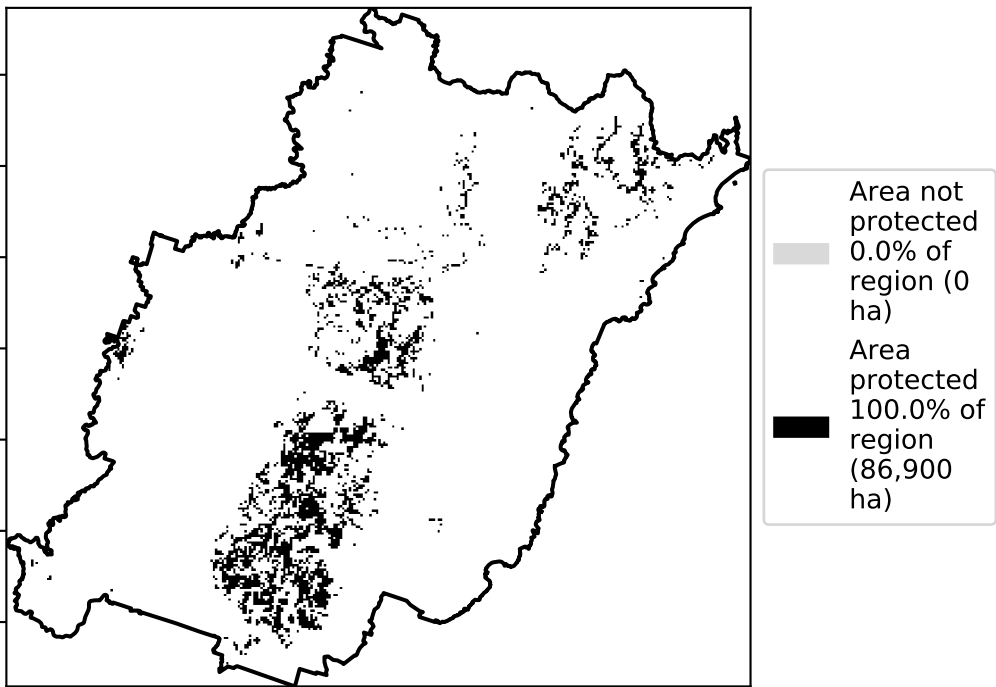 Area not
protected
0.0% of
region (0
ha)
Area
protected
100.0% of
region
(86,900
ha)